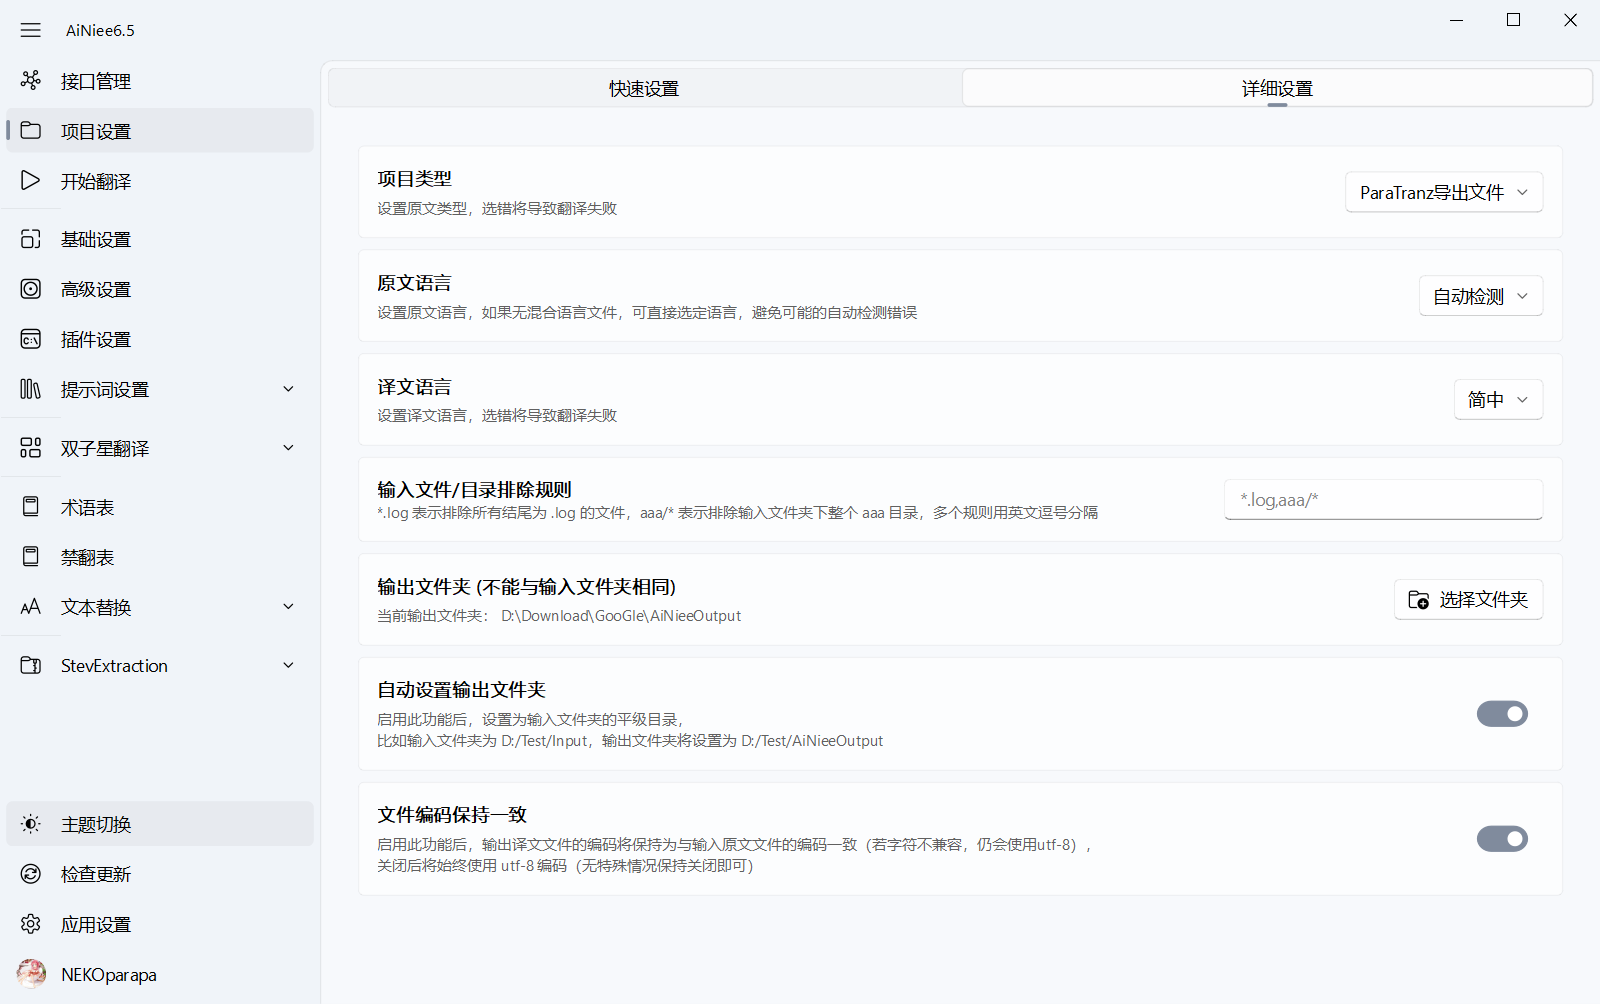 AiNiee6.5
接口管理
项目设置
开始翻译
基础设置
高级设置
插件设置
提示词设置
双子星翻译
术语表
禁翻表
文本替换
StevExtraction
主题切换
检查更新
应用设置
NEKOparapa
快速设置
详细设置
项目类型
设置原文类型，选错将导致翻译失败
ParaTranz导出文件
原文语言
设置原文语言，如果无混合语言文件，可直接选定语言，避免可能的自动检测错误
自动检测
译文语言
设置译文语言，选错将导致翻译失败
简中
输入文件/目录排除规则
*.log 表示排除所有结尾为 .log 的文件，aaa/* 表示排除输入文件夹下整个 aaa 目录，多个规则用英文逗号分隔
*.log,aaa/*
输出文件夹 (不能与输入文件夹相同)
当前输出文件夹： D:\Download\GooGle\AiNieeOutput
选择文件夹
自动设置输出文件夹
启用此功能后，设置为输入文件夹的平级目录，
比如输入文件夹为 D:/Test/Input，输出文件夹将设置为 D:/Test/AiNieeOutput
文件编码保持一致
启用此功能后，输出译文文件的编码将保持为与输入原文文件的编码一致（若字符不兼容，仍会使用utf-8），
关闭后将始终使用 utf-8 编码（无特殊情况保持关闭即可）